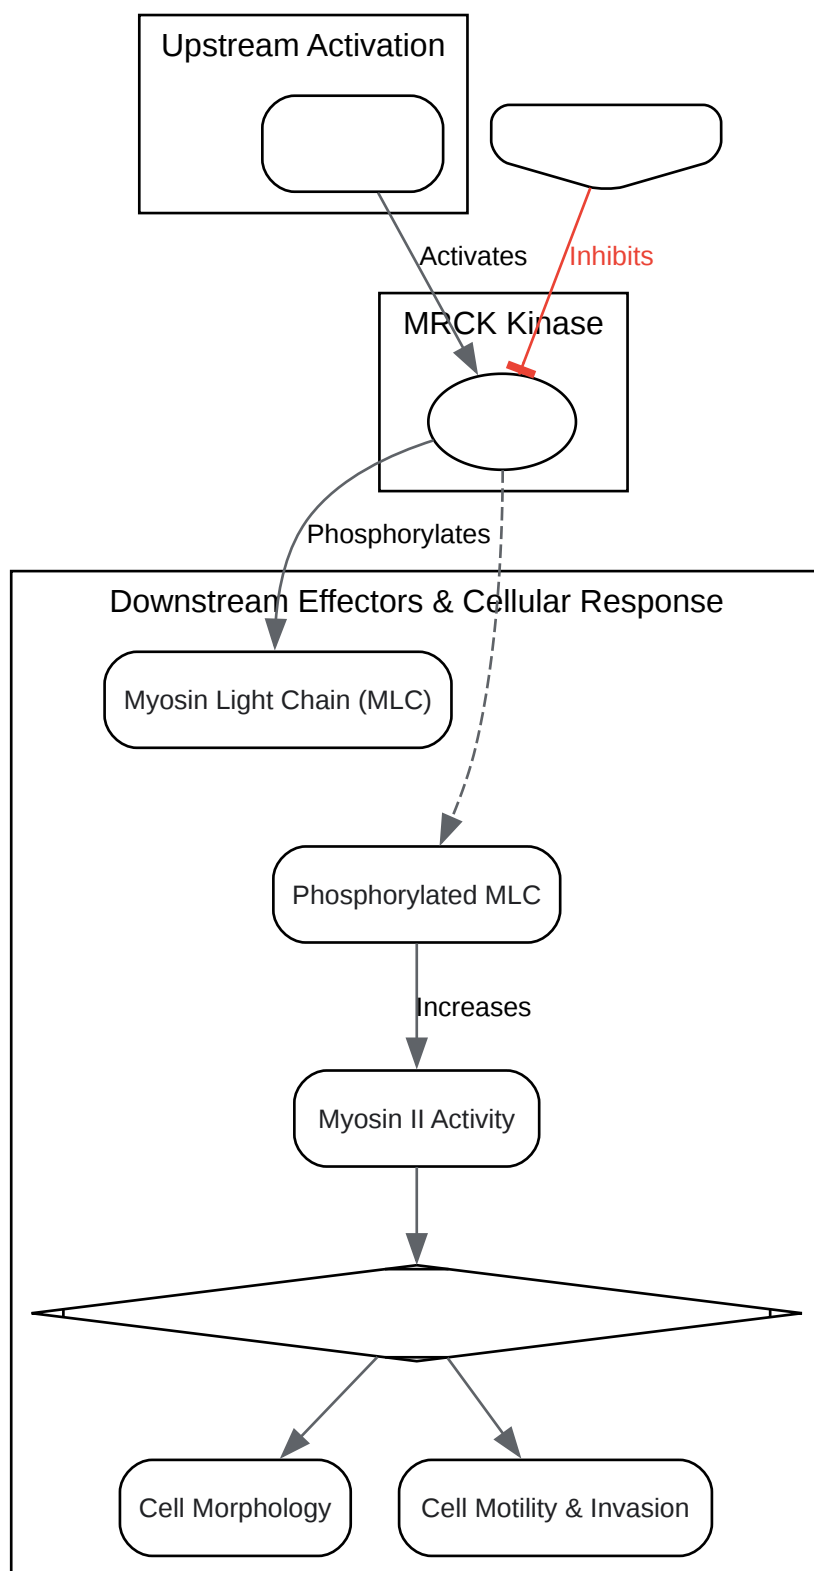 Upstream Activation
Activates
Inhibits
MRCK Kinase
Phosphorylates
Downstream Effectors & Cellular Response
Myosin Light Chain (MLC)
Phosphorylated MLC
Increases
Myosin II Activity
Cell Morphology
Cell Motility & Invasion